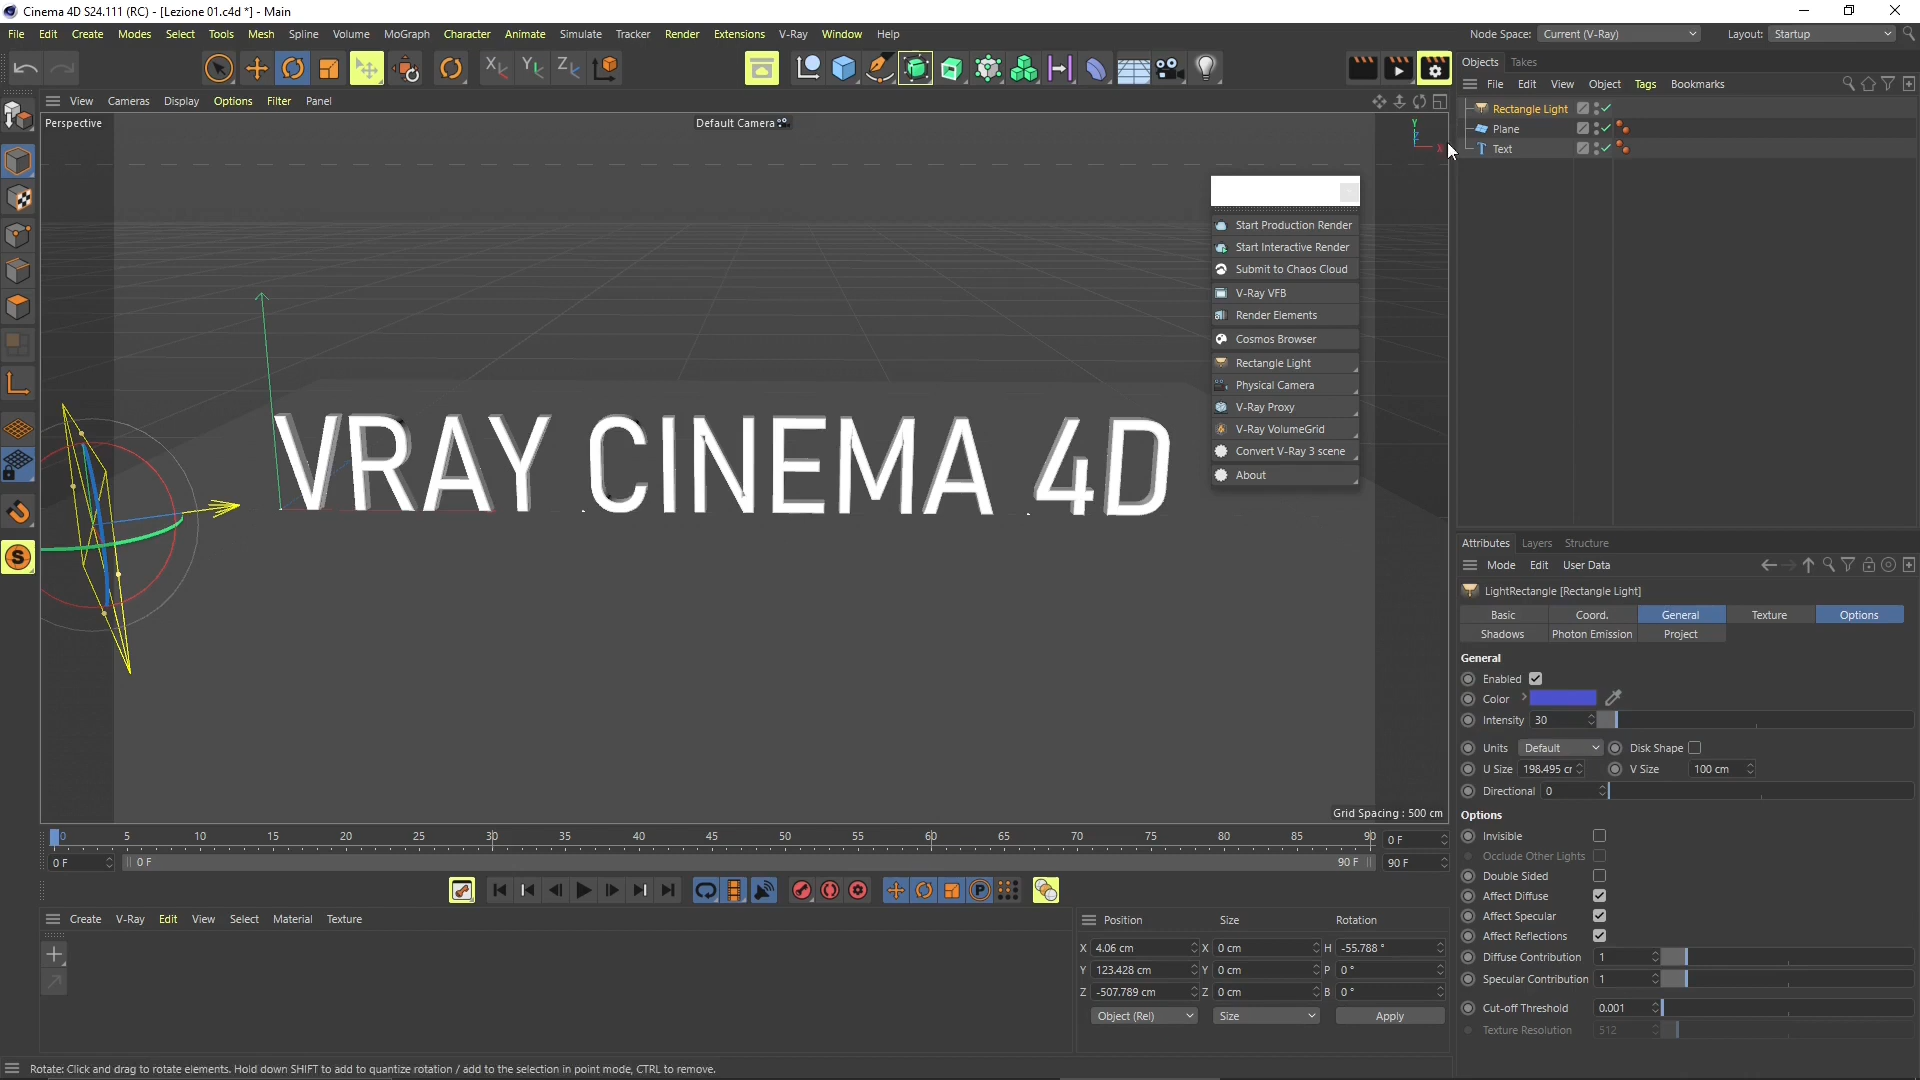 Cinema 4D S24.111 (RC) - [Lezione 01.c4d *] - Main
File Edit Create Modes Select Tools Mesh Spline Volume MoGraph Character Animate Simulate Tracker Render Extensions V-Ray Window Help
Node Space: Current (V-Ray) Layout: Startup
Objects Takes
File Edit View Object Tags Bookmarks
View Cameras Display Options Filter Panel
Perspective
Default Camera
Y
Z
X
Rectangle Light
Plane
Text
Start Production Render
Start Interactive Render
Submit to Chaos Cloud
V-Ray VFB
Render Elements
Cosmos Browser
Rectangle Light
Physical Camera
V-Ray Proxy
V-Ray VolumeGrid
Convert V-Ray 3 scene
About
VRAY CINEMA 4D
Grid Spacing : 500 cm
Attributes Layers Structure
Mode Edit User Data
LightRectangle [Rectangle Light]
Basic Coord. General Texture Options
Shadows Photon Emission Project
General
Enabled
Color
Intensity 30
Units Default Disk Shape
U Size 198.495 cr V Size 100 cm
Directional 0
Options
Invisible
Occlude Other Lights
Double Sided
Affect Diffuse
Affect Specular
Affect Reflections
Diffuse Contribution 1
Specular Contribution 1
Cut-off Threshold 0.001
Texture Resolution 512
0 5 10 15 20 25 30 35 40 45 50 55 60 65 70 75 80 85 90 0 F
0 F 0 F 90 F 90 F
Create V-Ray Edit View Select Material Texture
Position Size Rotation
X 4.06 cm X 0 cm H -55.788 °
Y 123.428 cm Y 0 cm P 0 °
Z -507.789 cm Z 0 cm B 0 °
Object (Rel) Size Apply
Rotate: Click and drag to rotate elements. Hold down SHIFT to add to quantize rotation / add to the selection in point mode, CTRL to remove.